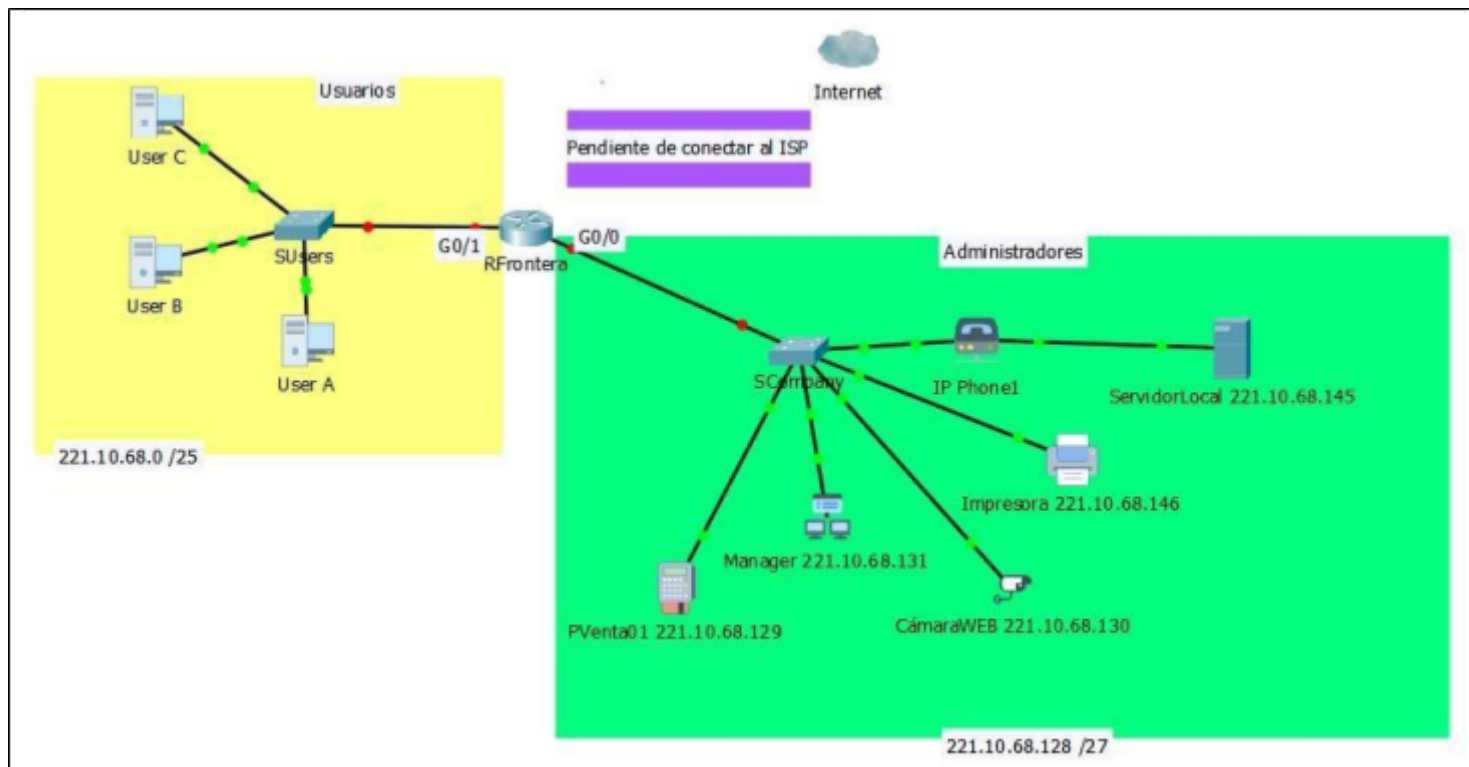 Internet
Usuarios
User C
Pendiente de conectar al ISP
G0/1
G0/0
SUsers
RFrontera
Administradores
User B
User A
SCompany
IP Phone1
ServidorLocal 221.10.68.145
221.10.68.0 /25
Impresora 221.10.68.146
Manager 221.10.68.131
PVenta01 221.10.68.129
CámaraWEB 221.10.68.130
221.10.68.128 /27